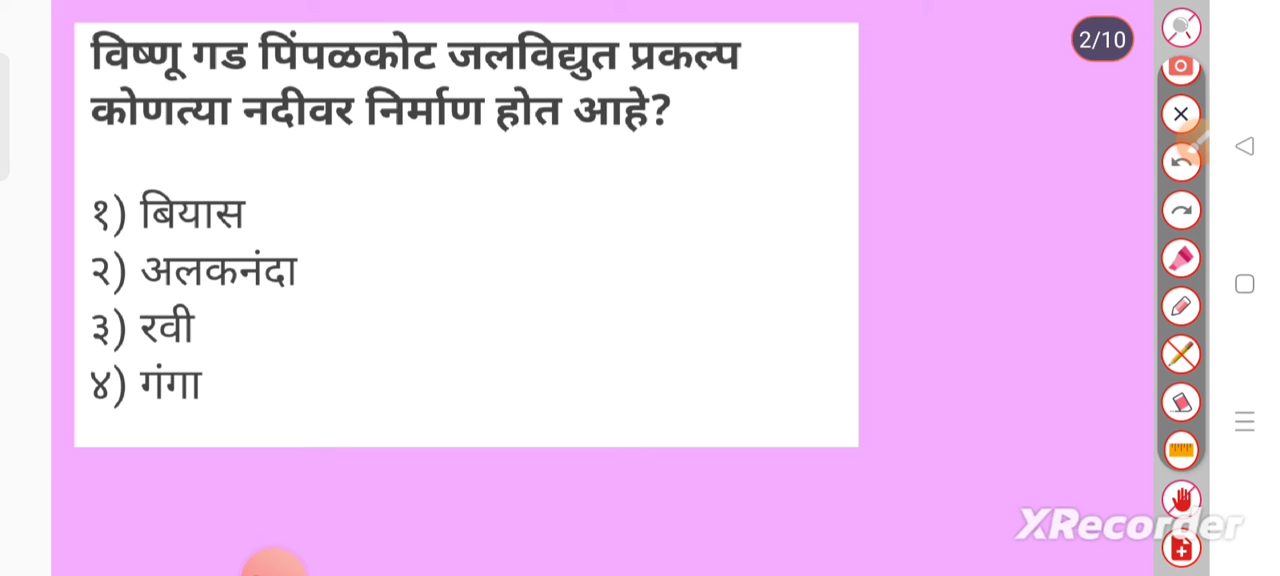 विष्णू गड पिंपळकोट जलविद्युत प्रकल्प
कोणत्या नदीवर निर्माण होत आहे?
१) बियास
२) अलकनंदा
३) रवी
४) गंगा
2/10
XRecorder